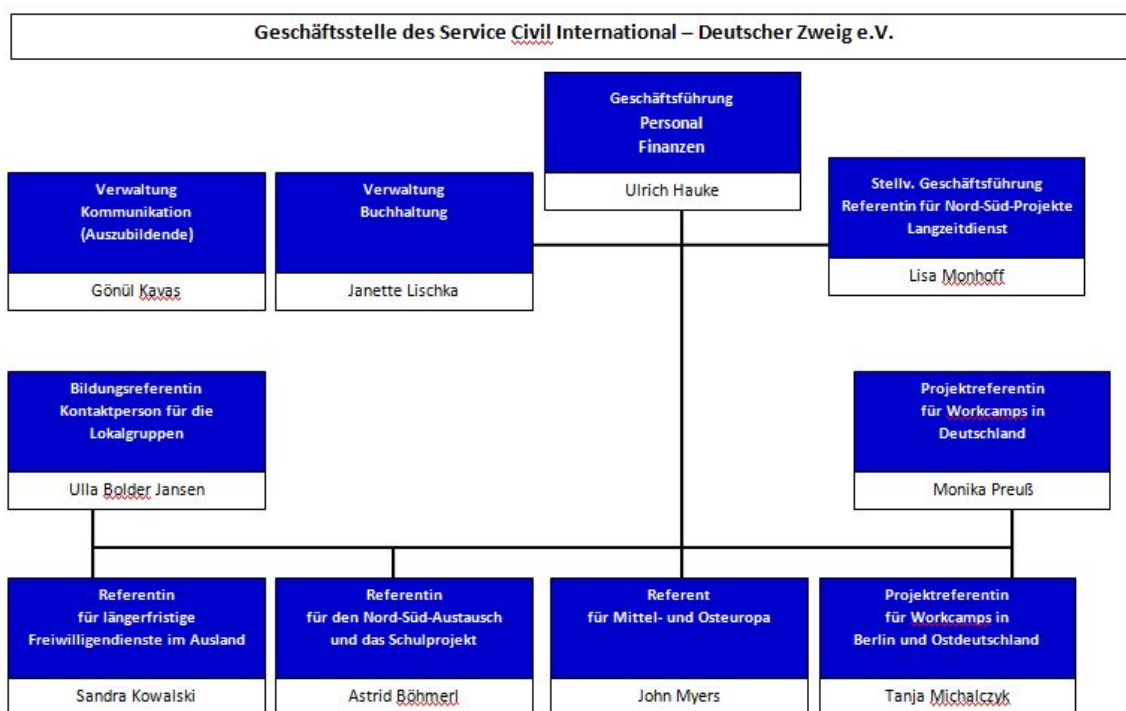 Geschäftsstelle des Service Civil International – Deutscher Zweig e.V.
Geschäftsführung
Personal
Finanzen
Ulrich Hauke
Verwaltung
Kommunikation
(Auszubildende)
Gönül Kavas
Verwaltung
Buchhaltung
Janette Lischka
Stellv. Geschäftsführung
Referentin für Nord-Süd-Projekte
Langzeitdienst
Lisa Monhoff
Bildungsreferentin
Kontaktperson für die
Lokalgruppen
Ulla Bolder Jansen
Projektreferentin
für Workcamps in
Deutschland
Monika Preuß
Referentin
für längerfristige
Freiwilligendienste im Ausland
Sandra Kowalski
Referentin
für den Nord-Süd-Austausch
und das Schulprojekt
Astrid Böhmerl
Referent
für Mittel- und Osteuropa
John Myers
Projektreferentin
für Workcamps in
Berlin und Ostdeutschland
Tanja Michalczyk